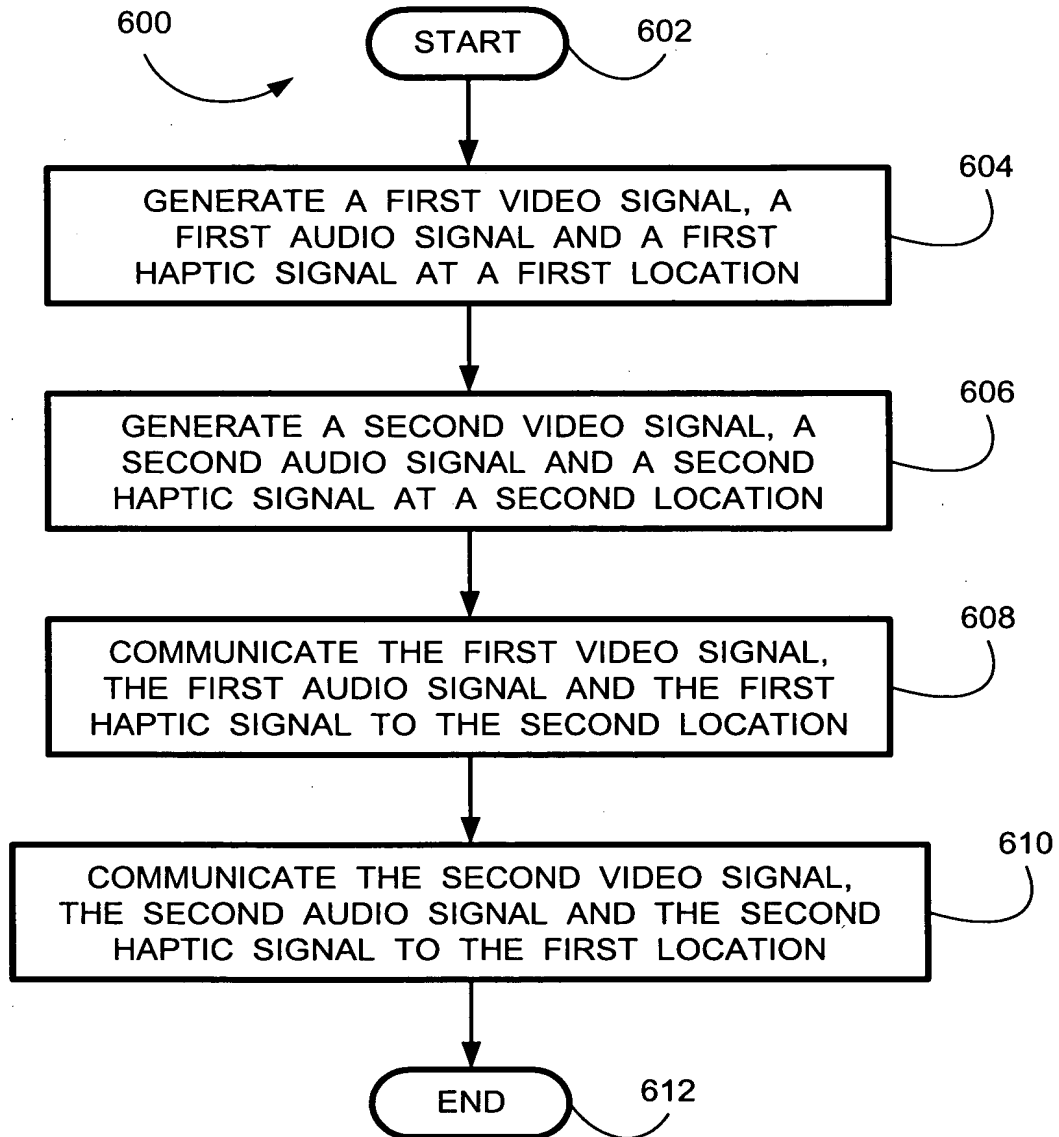 600
START
602
GENERATE A FIRST VIDEO SIGNAL, A
FIRST AUDIO SIGNAL AND A FIRST
HAPTIC SIGNAL AT A FIRST LOCATION
604
GENERATE A SECOND VIDEO SIGNAL, A
SECOND AUDIO SIGNAL AND A SECOND
HAPTIC SIGNAL AT A SECOND LOCATION
606
COMMUNICATE THE FIRST VIDEO SIGNAL,
THE FIRST AUDIO SIGNAL AND THE FIRST
HAPTIC SIGNAL TO THE SECOND LOCATION
608
COMMUNICATE THE SECOND VIDEO SIGNAL,
THE SECOND AUDIO SIGNAL AND THE SECOND
HAPTIC SIGNAL TO THE FIRST LOCATION
610
END
612